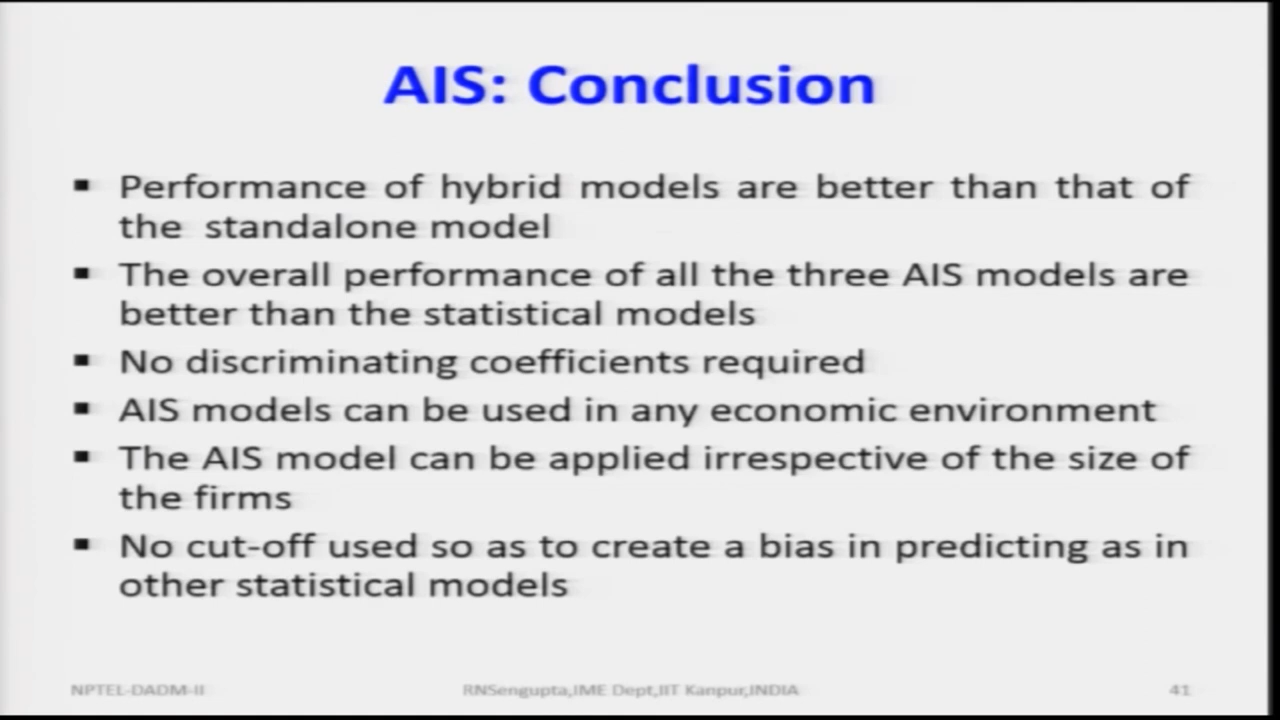 AIS: Conclusion
▪ Performance of hybrid models are better than that of
the standalone model
▪ The overall performance of all the three AIS models are
better than the statistical models
▪ No discriminating coefficients required
▪ AIS models can be used in any economic environment
▪ The AIS model can be applied irrespective of the size of
the firms
▪ No cut-off used so as to create a bias in predicting as in
other statistical models
NPTEL-DADM-II RNSengupta,IME Dept,IIT Kanpur,INDIA 41